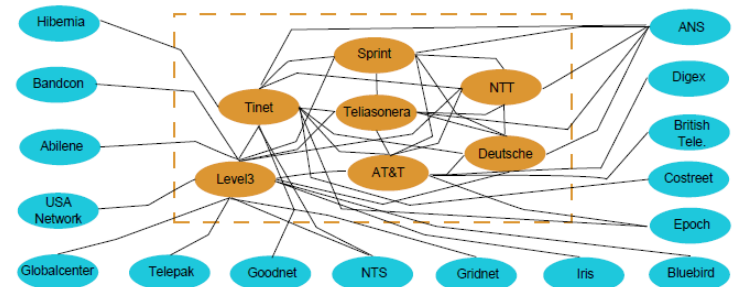 Hibernia
ANS
Sprint
Bandcon
NTT
Digex
Tinet
Teliasonera
British
Tele.
Abilene
Deutsche
AT&T
Level3
Costreet
USA
Network
Epoch
Globalcenter
Telepak
Goodnet
NTS
Gridnet
Iris
Bluebird